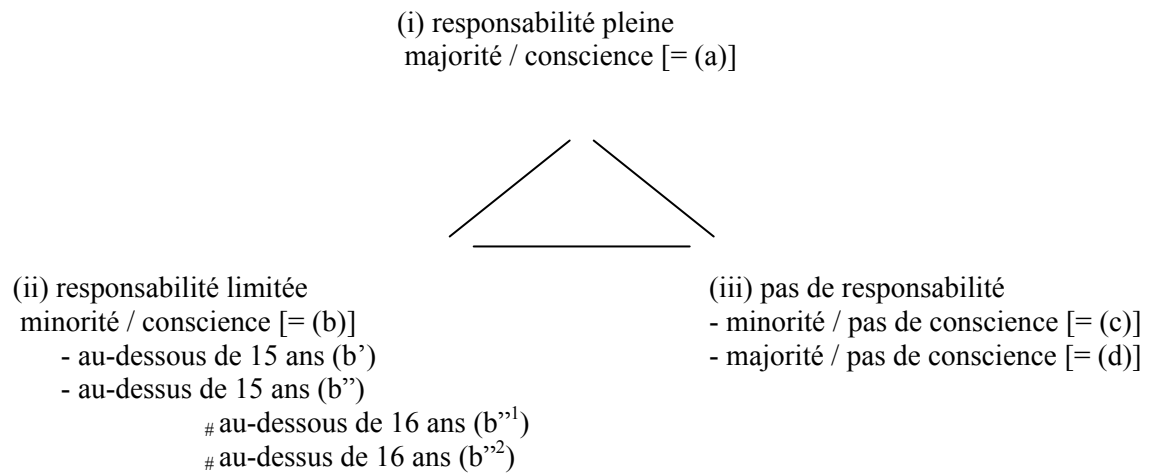 (i) responsabilité pleine
majorité / conscience [= (a)]
(ii) responsabilité limitée
minorité / conscience [= (b)]
- au-dessous de 15 ans (b’)
- au-dessus de 15 ans (b”)
# au-dessous de 16 ans (b”¹)
# au-dessus de 16 ans (b”²)
(iii) pas de responsabilité
- minorité / pas de conscience [= (c)]
- majorité / pas de conscience [= (d)]